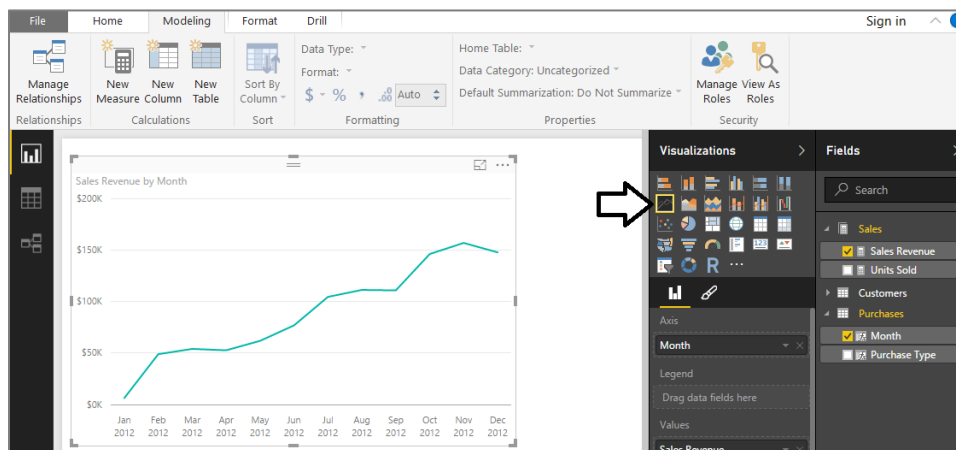 File Home Modeling Format Drill Sign in
Manage Relationships
New Measure
New Column
New Table
Sort By Column
Data Type:
Format:
$ % , .00 Auto
Home Table:
Data Category: Uncategorized
Default Summarization: Do Not Summarize
Manage Roles
View As Roles
Relationships Calculations Sort Formatting Properties Security
Sales Revenue by Month
$200K
$150K
$100K
$50K
$0K
Jan Feb Mar Apr May Jun Jul Aug Sep Oct Nov Dec
2012 2012 2012 2012 2012 2012 2012 2012 2012 2012 2012 2012
Visualizations
R
123
Axis
Month
Legend
Drag data fields here
Values
Sales Revenue
Fields
Search
Sales
Sales Revenue
Units Sold
Customers
Purchases
Month
Purchase Type